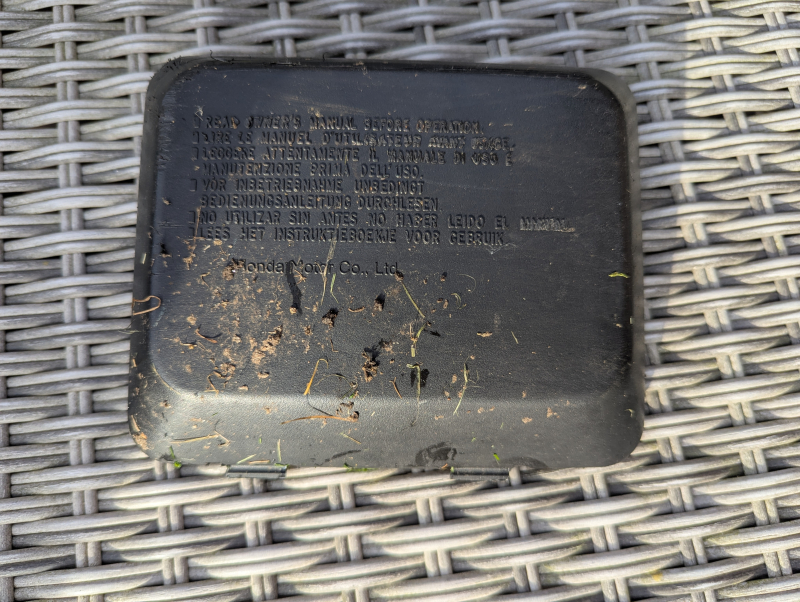 READ OWNER'S MANUAL BEFORE OPERATION.
LIRE LE MANUEL D'UTILISATEUR AVANT USAGE.
LEGGERE ATTENTAMENTE IL MANUALE DI USO E
MANUTENZIONE PRIMA DELL'USO.
VOR INBETRIEBNAHME UNBEDINGT
BEDIENUNGSANLEITUNG DURCHLESEN
NO UTILIZAR SIN ANTES NO HABER LEIDO EL MANUAL.
LEES HET INSTRUKTIEBOEKJE VOOR GEBRUIK.
Honda Motor Co., Ltd.